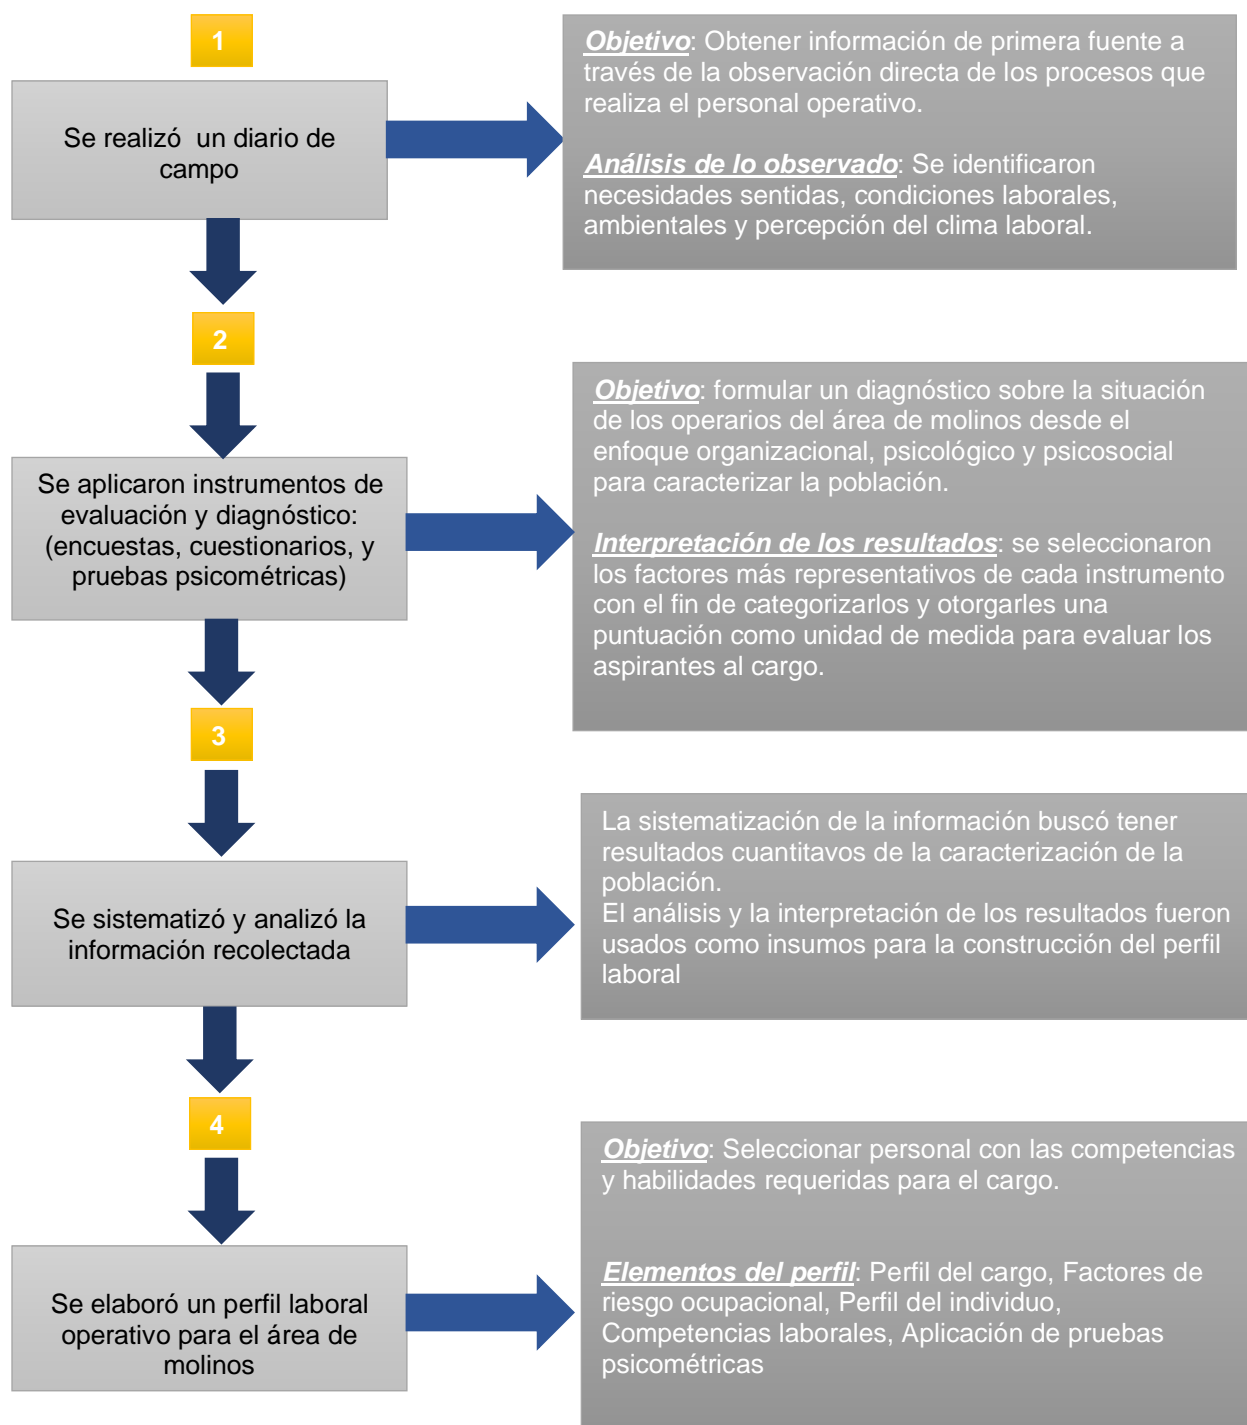 1
Se realizó un diario de
campo
Objetivo: Obtener información de primera fuente a
través de la observación directa de los procesos que
realiza el personal operativo.
Análisis de lo observado: Se identificaron
necesidades sentidas, condiciones laborales,
ambientales y percepción del clima laboral.
2
Se aplicaron instrumentos de
evaluación y diagnóstico:
(encuestas, cuestionarios, y
pruebas psicométricas)
Objetivo: formular un diagnóstico sobre la situación
de los operarios del área de molinos desde el
enfoque organizacional, psicológico y psicosocial
para caracterizar la población.
Interpretación de los resultados: se seleccionaron
los factores más representativos de cada instrumento
con el fin de categorizarlos y otorgarles una
puntuación como unidad de medida para evaluar los
aspirantes al cargo.
3
Se sistematizó y analizó la
información recolectada
La sistematización de la información buscó tener
resultados cuantitavos de la caracterización de la
población.
El análisis y la interpretación de los resultados fueron
usados como insumos para la construcción del perfil
laboral
4
Se elaboró un perfil laboral
operativo para el área de
molinos
Objetivo: Seleccionar personal con las competencias
y habilidades requeridas para el cargo.
Elementos del perfil: Perfil del cargo, Factores de
riesgo ocupacional, Perfil del individuo,
Competencias laborales, Aplicación de pruebas
psicométricas